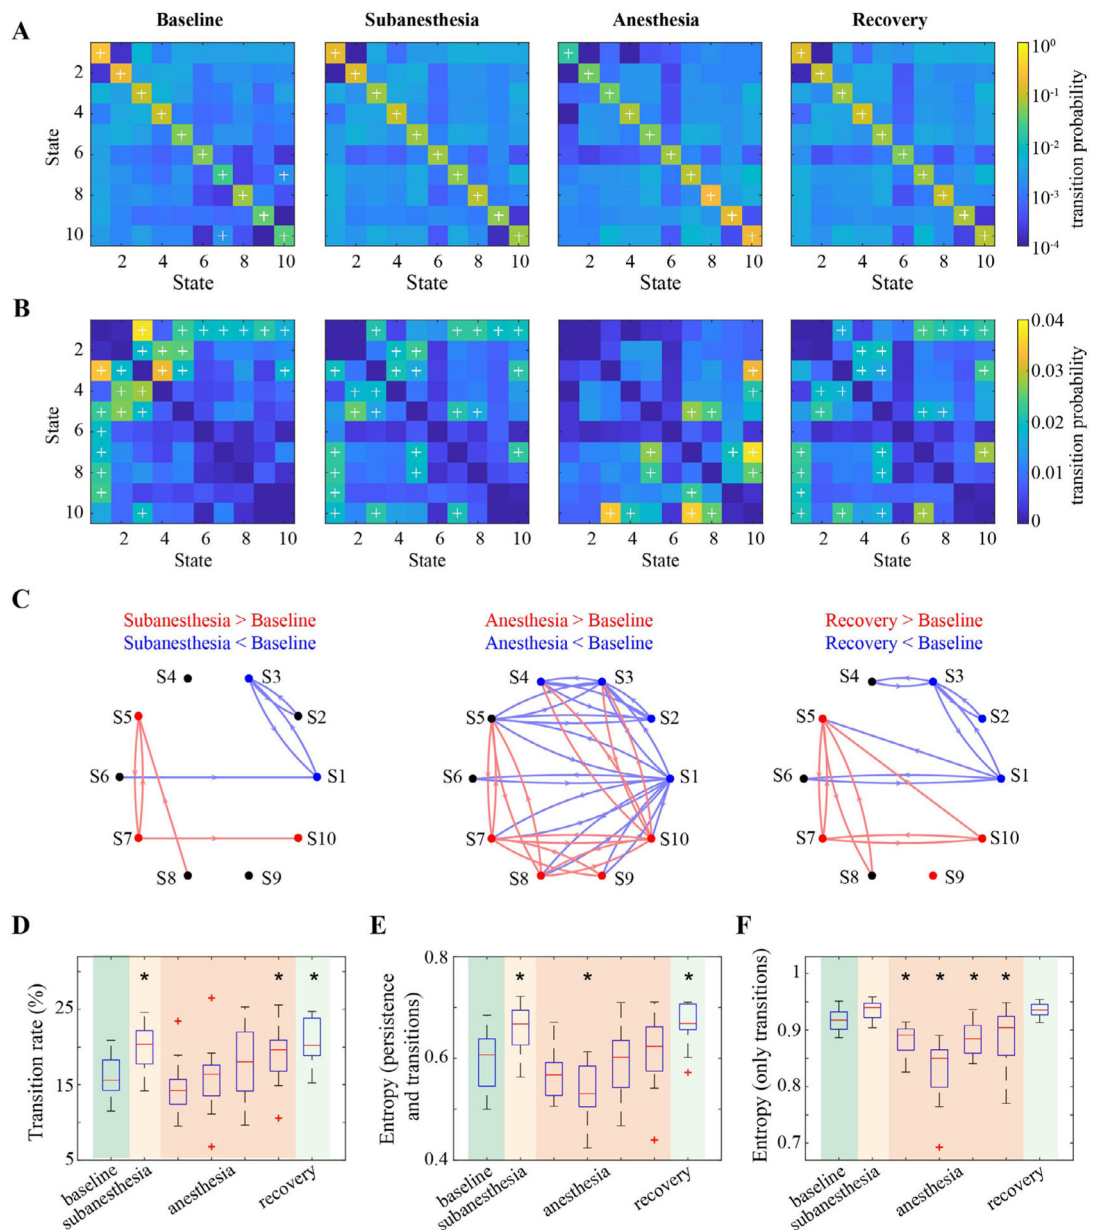 Baseline Subanesthesia Anesthesia Recovery
A
State
2
4
6
8
10
2 4 6 8 10 2 4 6 8 10 2 4 6 8 10 2 4 6 8 10
State State State State
10⁰
10⁻¹
10⁻²
10⁻³
10⁻⁴
transition probability
B
State
2
4
6
8
10
2 4 6 8 10 2 4 6 8 10 2 4 6 8 10 2 4 6 8 10
State State State State
0.04
0.03
0.02
0.01
0
transition probability
C
Subanesthesia > Baseline Anesthesia > Baseline Recovery > Baseline
Subanesthesia < Baseline Anesthesia < Baseline Recovery < Baseline
S4 S3 S4 S3 S4 S3
S5 S2 S5 S2 S5 S2
S6 S1 S6 S1 S6 S1
S7 S10 S7 S10 S7 S10
S8 S9 S8 S9 S8 S9
D
Transition rate (%)
25
15
5
* * *
baseline
subanesthesia
anesthesia
recovery
E
Entropy (persistence
and transitions)
0.8
0.6
0.4
* * *
baseline
subanesthesia
anesthesia
recovery
F
Entropy (only transitions)
1
0.9
0.8
0.7
* * * *
baseline
subanesthesia
anesthesia
recovery